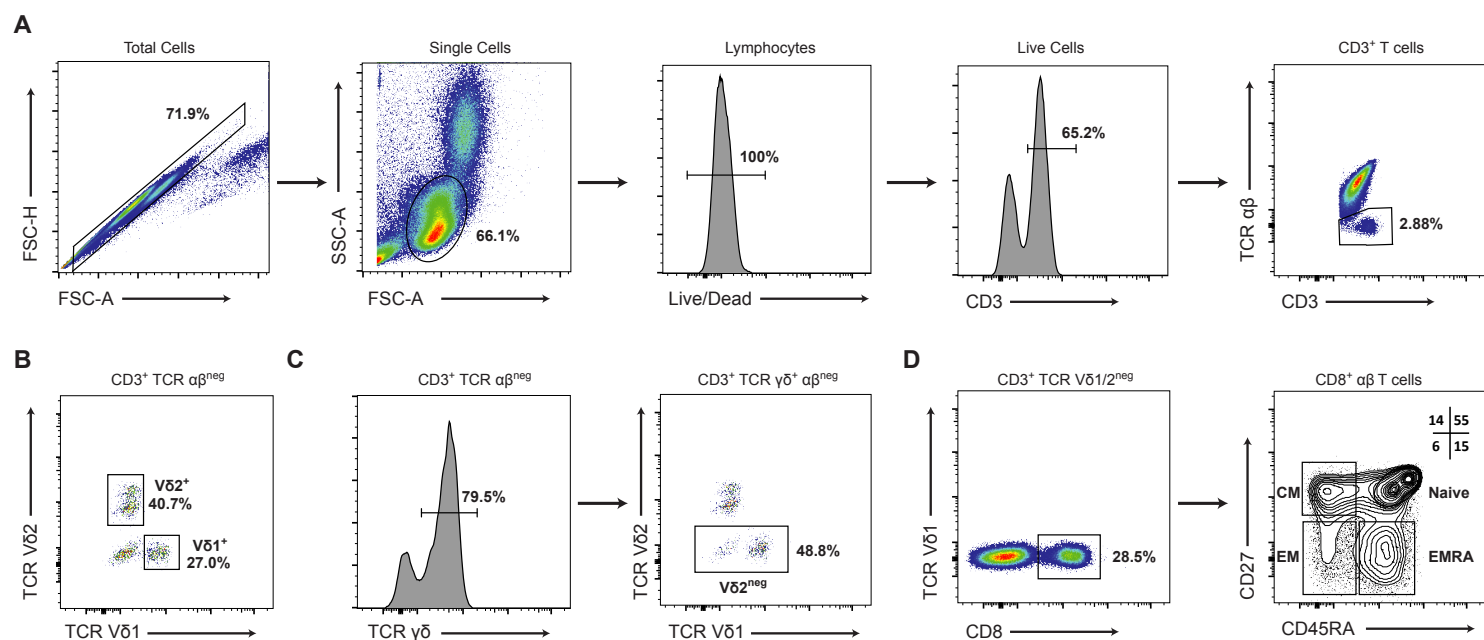 A
Total Cells
71.9%
FSC-H
FSC-A
Single Cells
66.1%
SSC-A
FSC-A
Lymphocytes
100%
Live/Dead
Live Cells
65.2%
CD3
CD3⁺ T cells
2.88%
TCR αβ
CD3
B
CD3⁺ TCR αβⁿᵉᵍ
Vδ2⁺
40.7%
Vδ1⁺
27.0%
TCR Vδ2
TCR Vδ1
C
CD3⁺ TCR αβⁿᵉᵍ
79.5%
TCR γδ
CD3⁺ TCR γδ⁺ αβⁿᵉᵍ
48.8%
Vδ2ⁿᵉᵍ
TCR Vδ2
TCR Vδ1
D
CD3⁺ TCR Vδ1/2ⁿᵉᵍ
28.5%
TCR Vδ1
CD8
CD8⁺ αβ T cells
14 55
6 15
CM
Naive
EM
EMRA
CD27
CD45RA